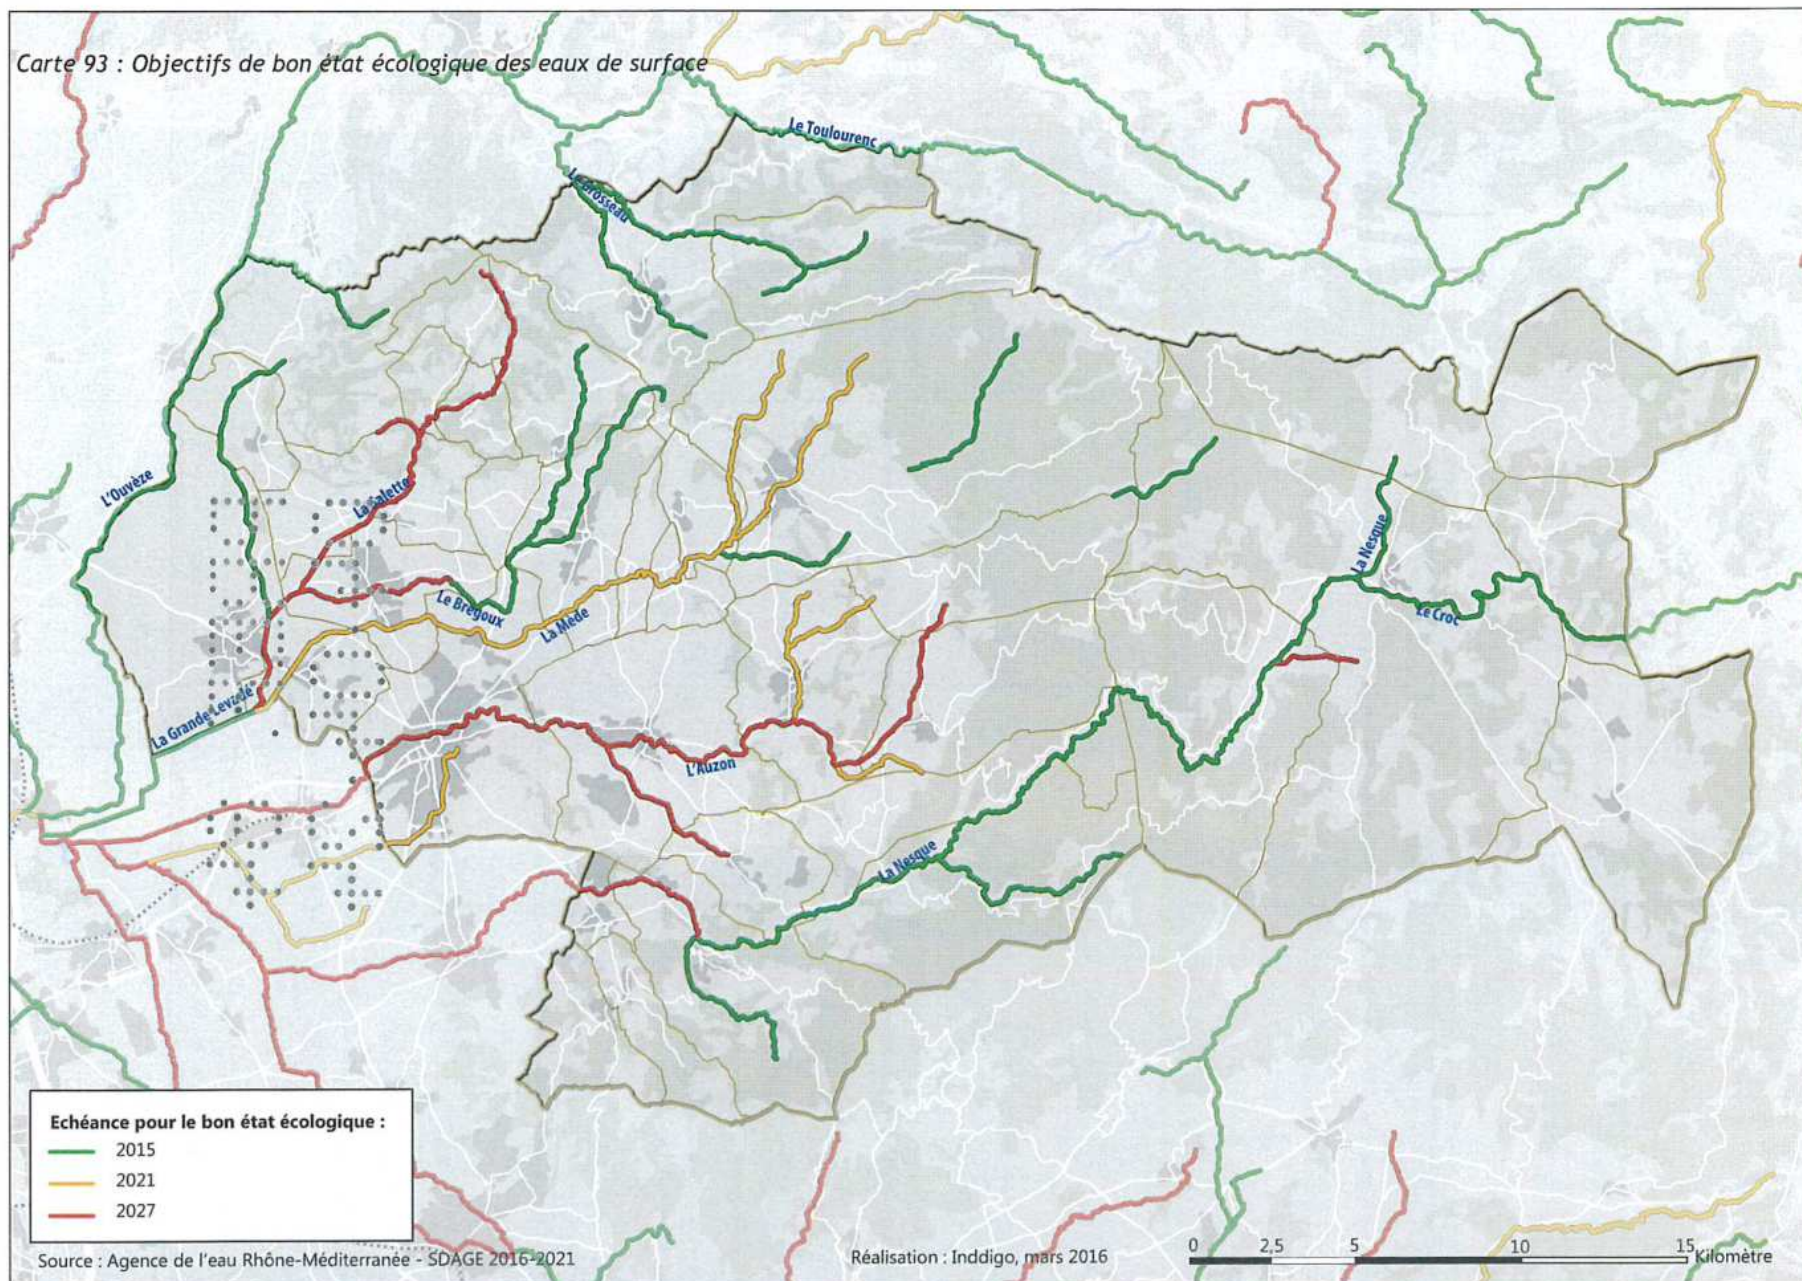 Carte 93 : Objectifs de bon état écologique des eaux de surface
Le Toulourenc
Le Grosseau
L'Ouvèze
La Salette
La Nesque
Le Bregoux
La Mède
Le Croc
La Grande Levade
L'Auzon
La Nesque
Echéance pour le bon état écologique :
2015
2021
2027
Source : Agence de l'eau Rhône-Méditerranée - SDAGE 2016-2021
Réalisation : Inddigo, mars 2016
0 2,5 5 10 15
Kilomètre